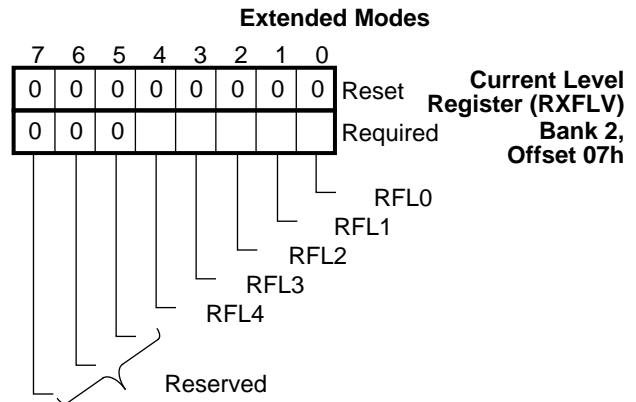 Extended Modes
7 6 5 4 3 2 1 0
0 0 0 0 0 0 0 0 Reset
0 0 0 Required
Current Level
Register (RXFLV)
Bank 2,
Offset 07h
RFL0
RFL1
RFL2
RFL3
RFL4
Reserved